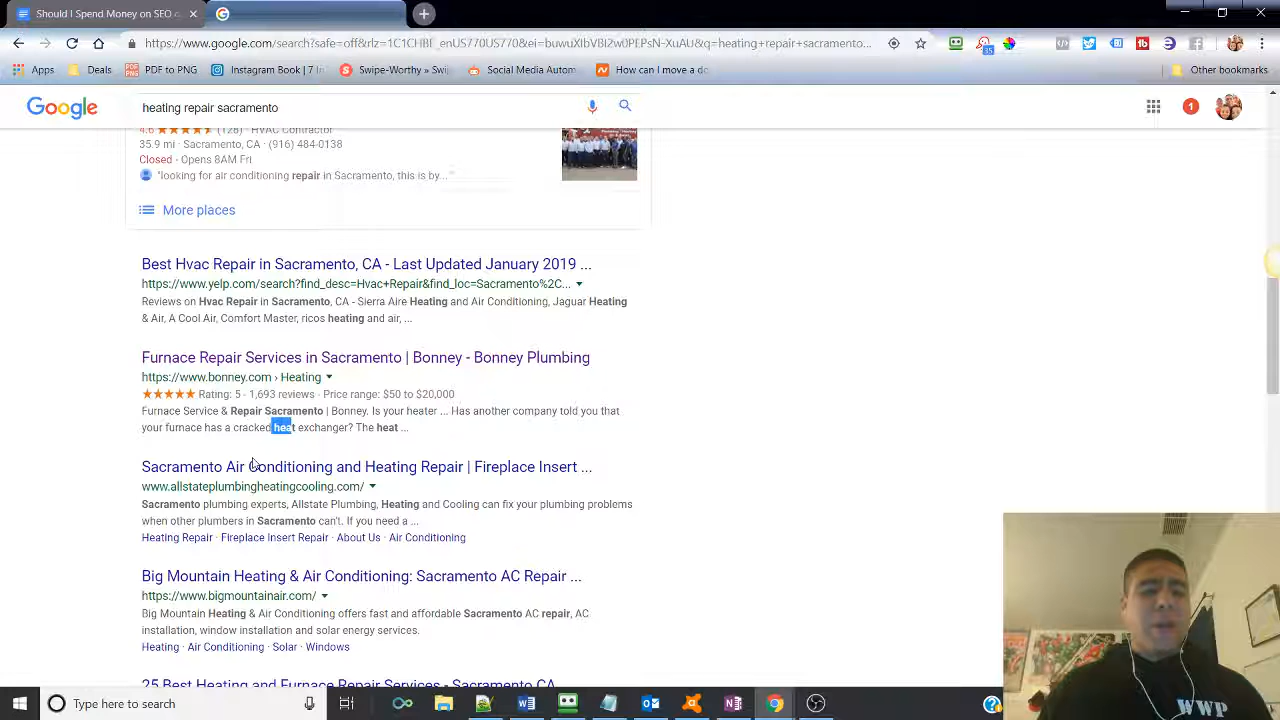 Should I Spend Money on SEO
https://www.google.com/search?safe=off&rlz=1C1CHBF_enUS770US770&ei=buwuXIbVBIZw0PEPsN-XuAU&q=heating+repair+sacramento...
35
Apps
Deals
PDF to PNG
Instagram Book | 7 In
Swipe-Worthy » Swi
Social Media Autom
How can I move a do
Other bookmarks
Google
heating repair sacramento
1
4.6 (128) · HVAC Contractor
35.9 mi · Sacramento, CA · (916) 484-0138
Closed · Opens 8AM Fri
"looking for air conditioning repair in Sacramento, this is by..."
More places
Best Hvac Repair in Sacramento, CA - Last Updated January 2019 ...
https://www.yelp.com/search?find_desc=Hvac+Repair&find_loc=Sacramento%2C...
Reviews on Hvac Repair in Sacramento, CA - Sierra Aire Heating and Air Conditioning, Jaguar Heating
& Air, A Cool Air, Comfort Master, ricos heating and air, ...
Furnace Repair Services in Sacramento | Bonney - Bonney Plumbing
https://www.bonney.com › Heating
Rating: 5 - 1,693 reviews - Price range: $50 to $20,000
Furnace Service & Repair Sacramento | Bonney. Is your heater ... Has another company told you that
your furnace has a cracked heat exchanger? The heat ...
Sacramento Air Conditioning and Heating Repair | Fireplace Insert ...
www.allstateplumbingheatingcooling.com/
Sacramento plumbing experts, Allstate Plumbing, Heating and Cooling can fix your plumbing problems
when other plumbers in Sacramento can't. If you need a ...
Heating Repair · Fireplace Insert Repair · About Us · Air Conditioning
Big Mountain Heating & Air Conditioning: Sacramento AC Repair ...
https://www.bigmountainair.com/
Big Mountain Heating & Air Conditioning offers fast and affordable Sacramento AC repair, AC
installation, window installation and solar energy services.
Heating · Air Conditioning · Solar · Windows
25 Best Heating and Furnace Repair Services - Sacramento CA
WWP
Type here to search